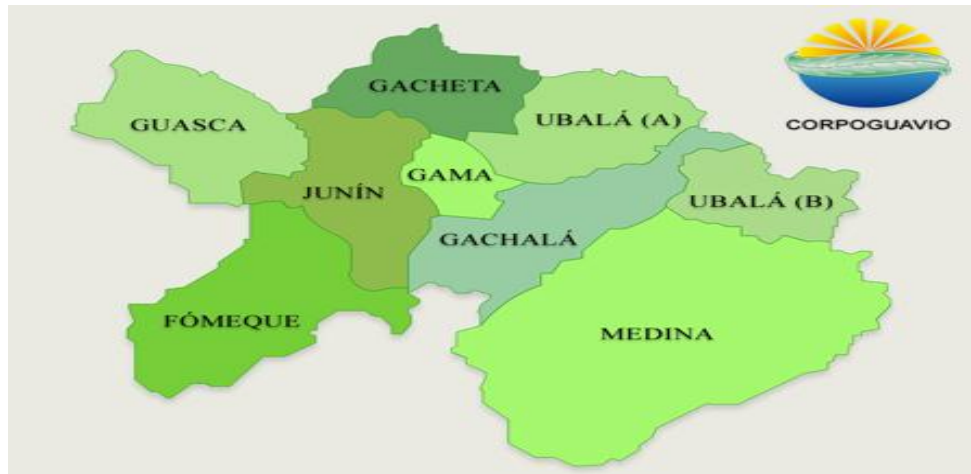 GACHETA
UBALÁ (A)
CORPOGUAVIO
GUASCA
GAMA
JUNÍN
UBALÁ (B)
GACHALÁ
FÓMEQUE
MEDINA